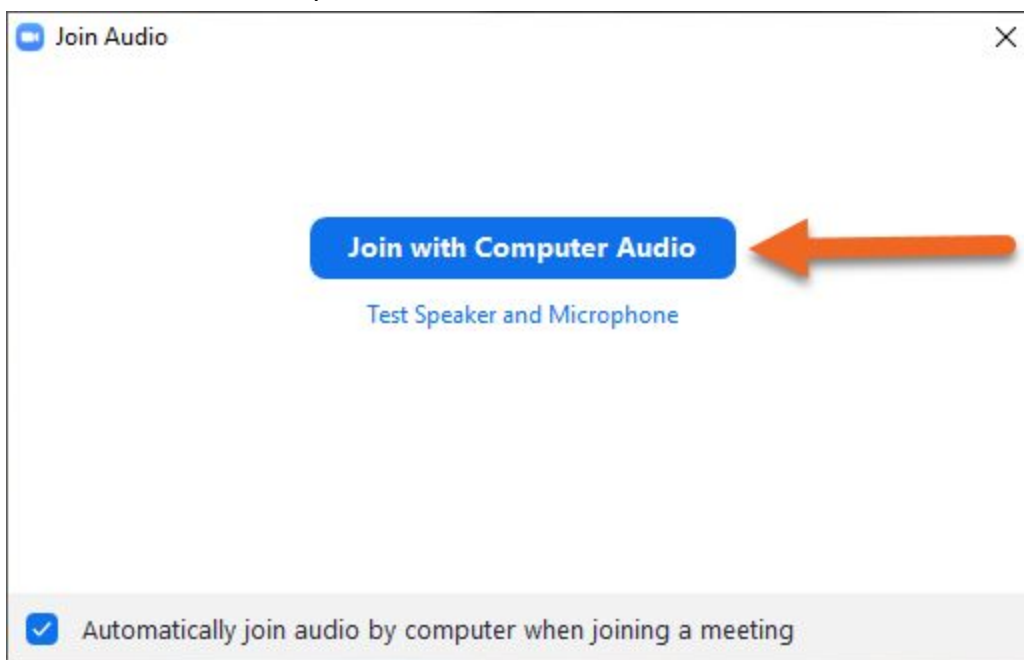 Join Audio
Join with Computer Audio
Test Speaker and Microphone
Automatically join audio by computer when joining a meeting